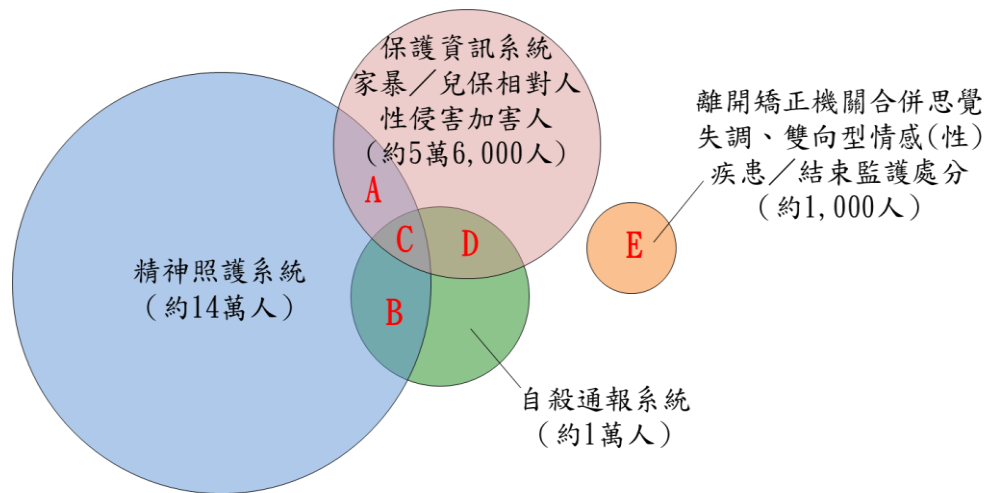 保護資訊系統
家暴／兒保相對人
性侵害加害人
（約5萬6,000人）
離開矯正機關合併思覺
失調、雙向型情感(性)
疾患／結束監護處分
（約1,000人）
A
C
D
E
精神照護系統
（約14萬人）
B
自殺通報系統
（約1萬人）